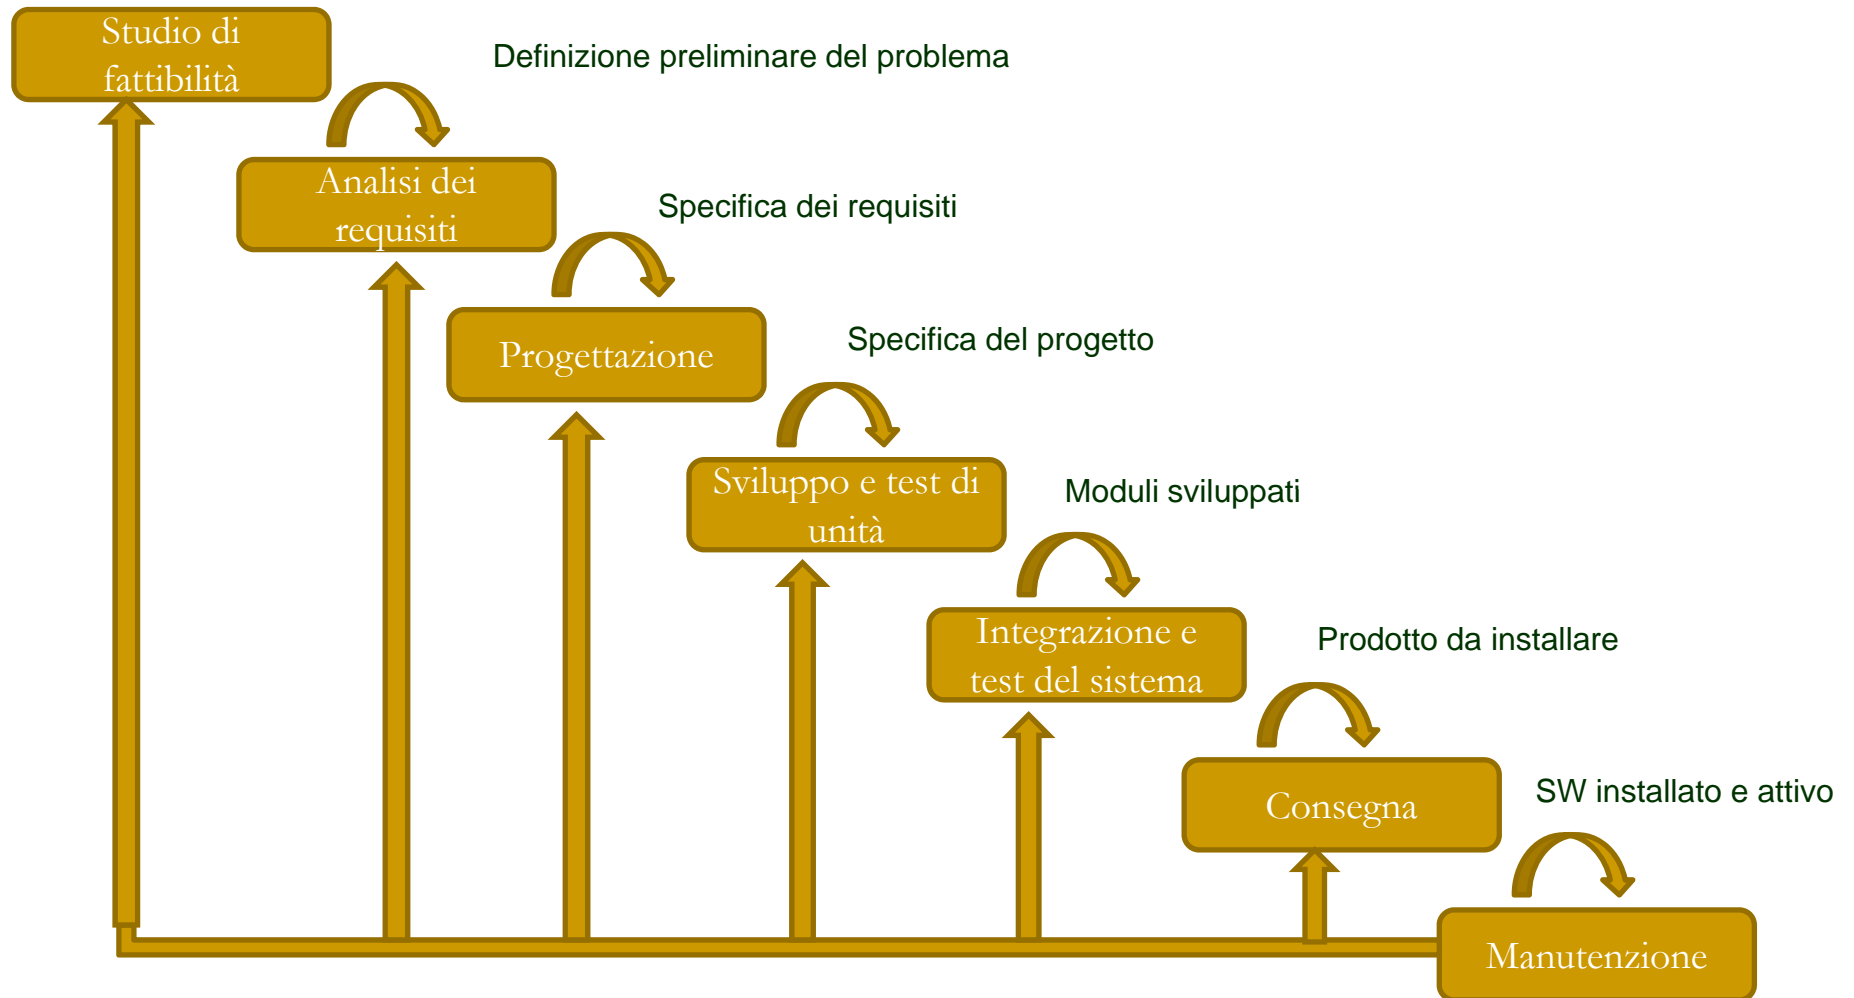 Studio di
fattibilità
Definizione preliminare del problema
Analisi dei
requisiti
Specifica dei requisiti
Progettazione
Specifica del progetto
Sviluppo e test di
unità
Moduli sviluppati
Integrazione e
test del sistema
Prodotto da installare
Consegna
SW installato e attivo
Manutenzione